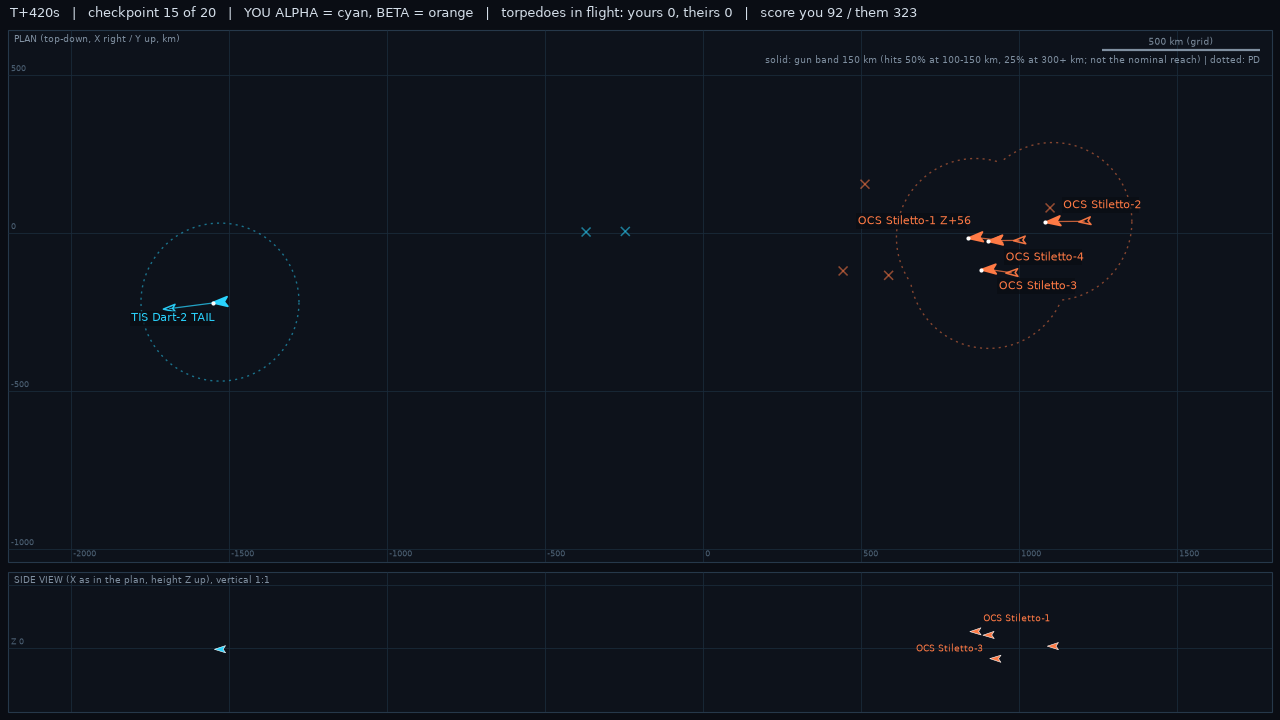 T+420s | checkpoint 15 of 20 | YOU ALPHA = cyan, BETA = orange | torpedoes in flight: yours 0, theirs 0 | score you 92 / them 323
PLAN (top-down, X right / Y up, km)
500 km (grid)
solid: gun band 150 km (hits 50% at 100-150 km, 25% at 300+ km; not the nominal reach) | dotted: PD
500
OCS Stiletto-2
OCS Stiletto-1 Z+56
0
OCS Stiletto-4
OCS Stiletto-3
TIS Dart-2 TAIL
-500
-1000
-2000
-1500
-1000
-500
0
500
1000
1500
SIDE VIEW (X as in the plan, height Z up), vertical 1:1
OCS Stiletto-1
Z 0
OCS Stiletto-3